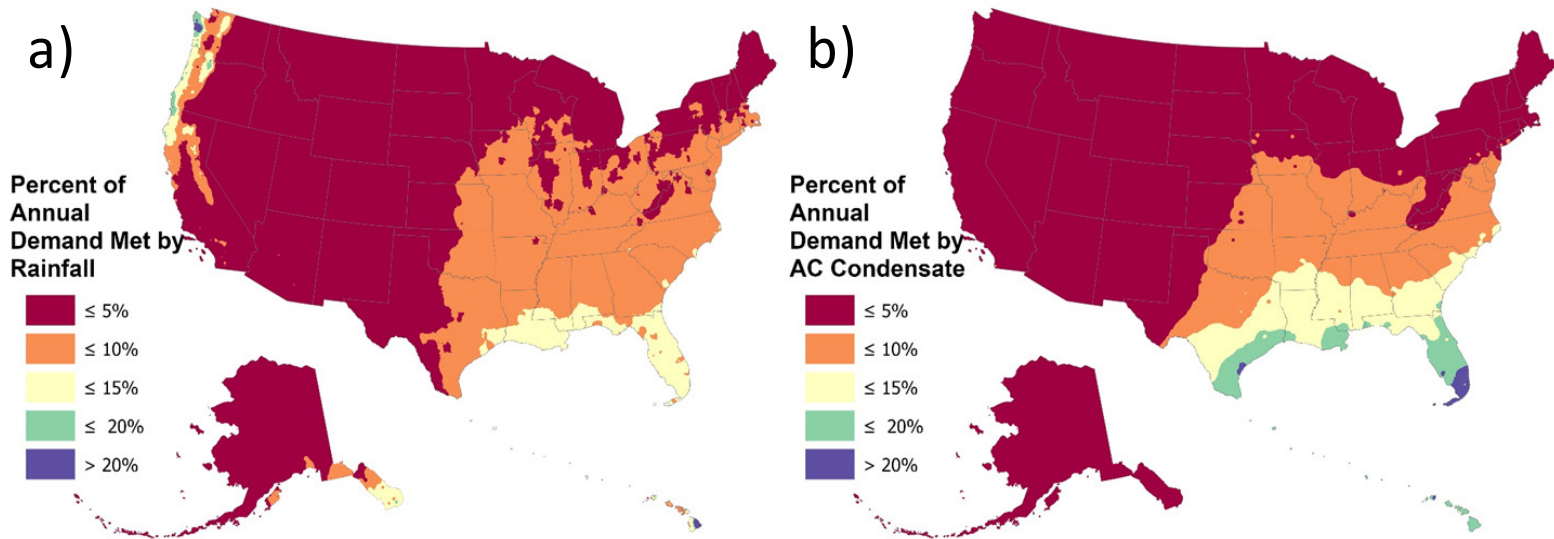 a)
Percent of
Annual
Demand Met by
Rainfall
≤ 5%
≤ 10%
≤ 15%
≤ 20%
> 20%
b)
Percent of
Annual
Demand Met by
AC Condensate
≤ 5%
≤ 10%
≤ 15%
≤ 20%
> 20%